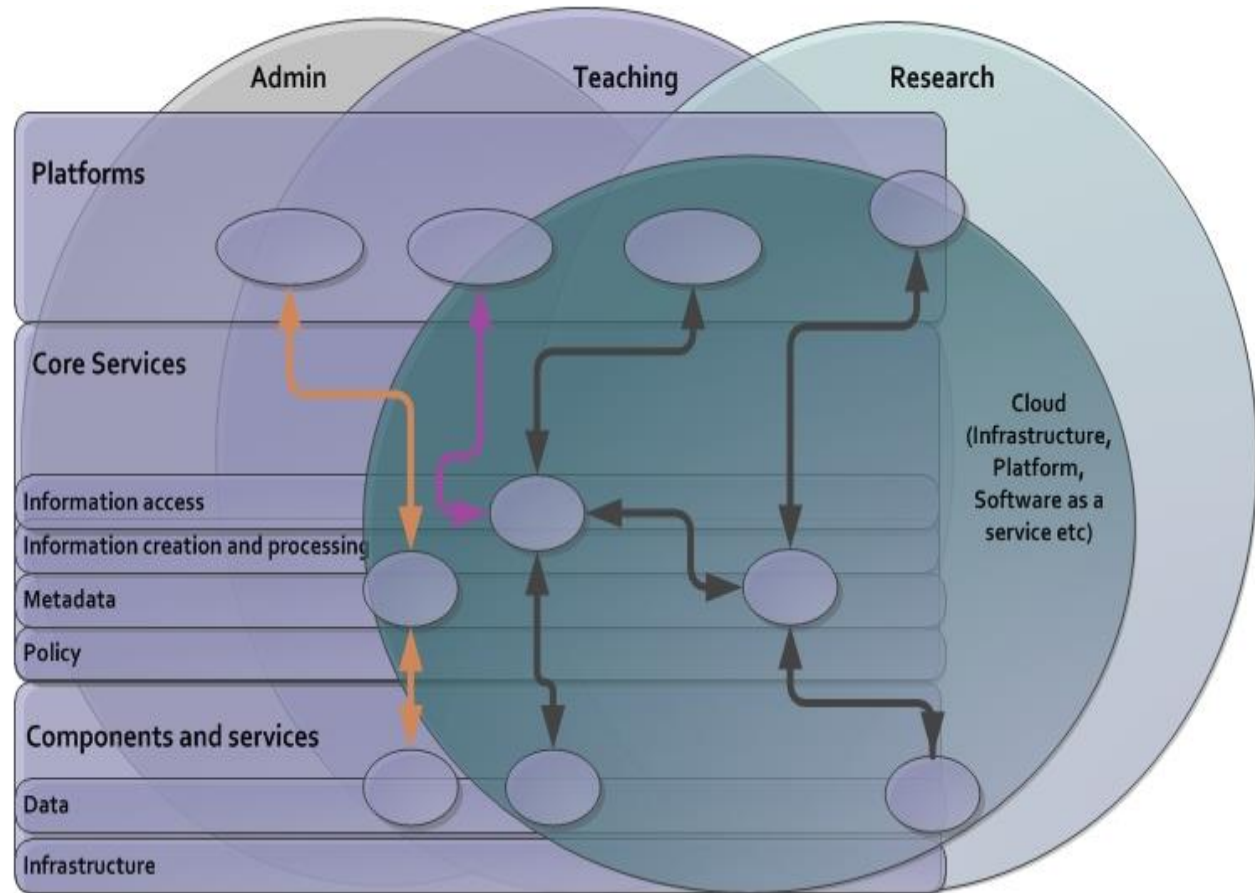 Admin
Teaching
Research
Platforms
Core Services
Cloud
(Infrastructure,
Platform,
Software as a
service etc)
Information access
Information creation and processing
Metadata
Policy
Components and services
Data
Infrastructure